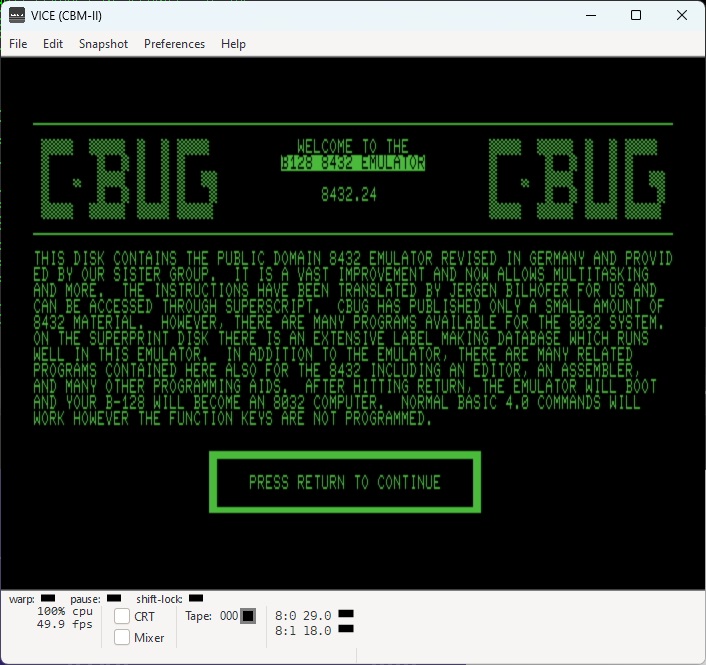 VICE (CBM-II)
File Edit Snapshot Preferences Help
C·BUG
WELCOME TO THE
B128 8432 EMULATOR
8432.24
C·BUG
THIS DISK CONTAINS THE PUBLIC DOMAIN 8432 EMULATOR REVISED IN GERMANY AND PROVID
ED BY OUR SISTER GROUP. IT IS A VAST IMPROVEMENT AND NOW ALLOWS MULTITASKING
AND MORE. THE INSTRUCTIONS HAVE BEEN TRANSLATED BY JERGEN BILHOFER FOR US AND
CAN BE ACCESSED THROUGH SUPERSCRIPT. CBUG HAS PUBLISHED ONLY A SMALL AMOUNT OF
8432 MATERIAL. HOWEVER, THERE ARE MANY PROGRAMS AVAILABLE FOR THE 8032 SYSTEM.
ON THE SUPERPRINT DISK THERE IS AN EXTENSIVE LABEL MAKING DATABASE WHICH RUNS
WELL IN THIS EMULATOR. IN ADDITION TO THE EMULATOR, THERE ARE MANY RELATED
PROGRAMS CONTAINED HERE ALSO FOR THE 8432 INCLUDING AN EDITOR, AN ASSEMBLER,
AND MANY OTHER PROGRAMMING AIDS. AFTER HITTING RETURN, THE EMULATOR WILL BOOT
AND YOUR B-128 WILL BECOME AN 8032 COMPUTER. NORMAL BASIC 4.0 COMMANDS WILL
WORK HOWEVER THE FUNCTION KEYS ARE NOT PROGRAMMED.
PRESS RETURN TO CONTINUE
warp: pause: shift-lock:
100% cpu
49.9 fps
CRT
Mixer
Tape: 000
8:0 29.0
8:1 18.0